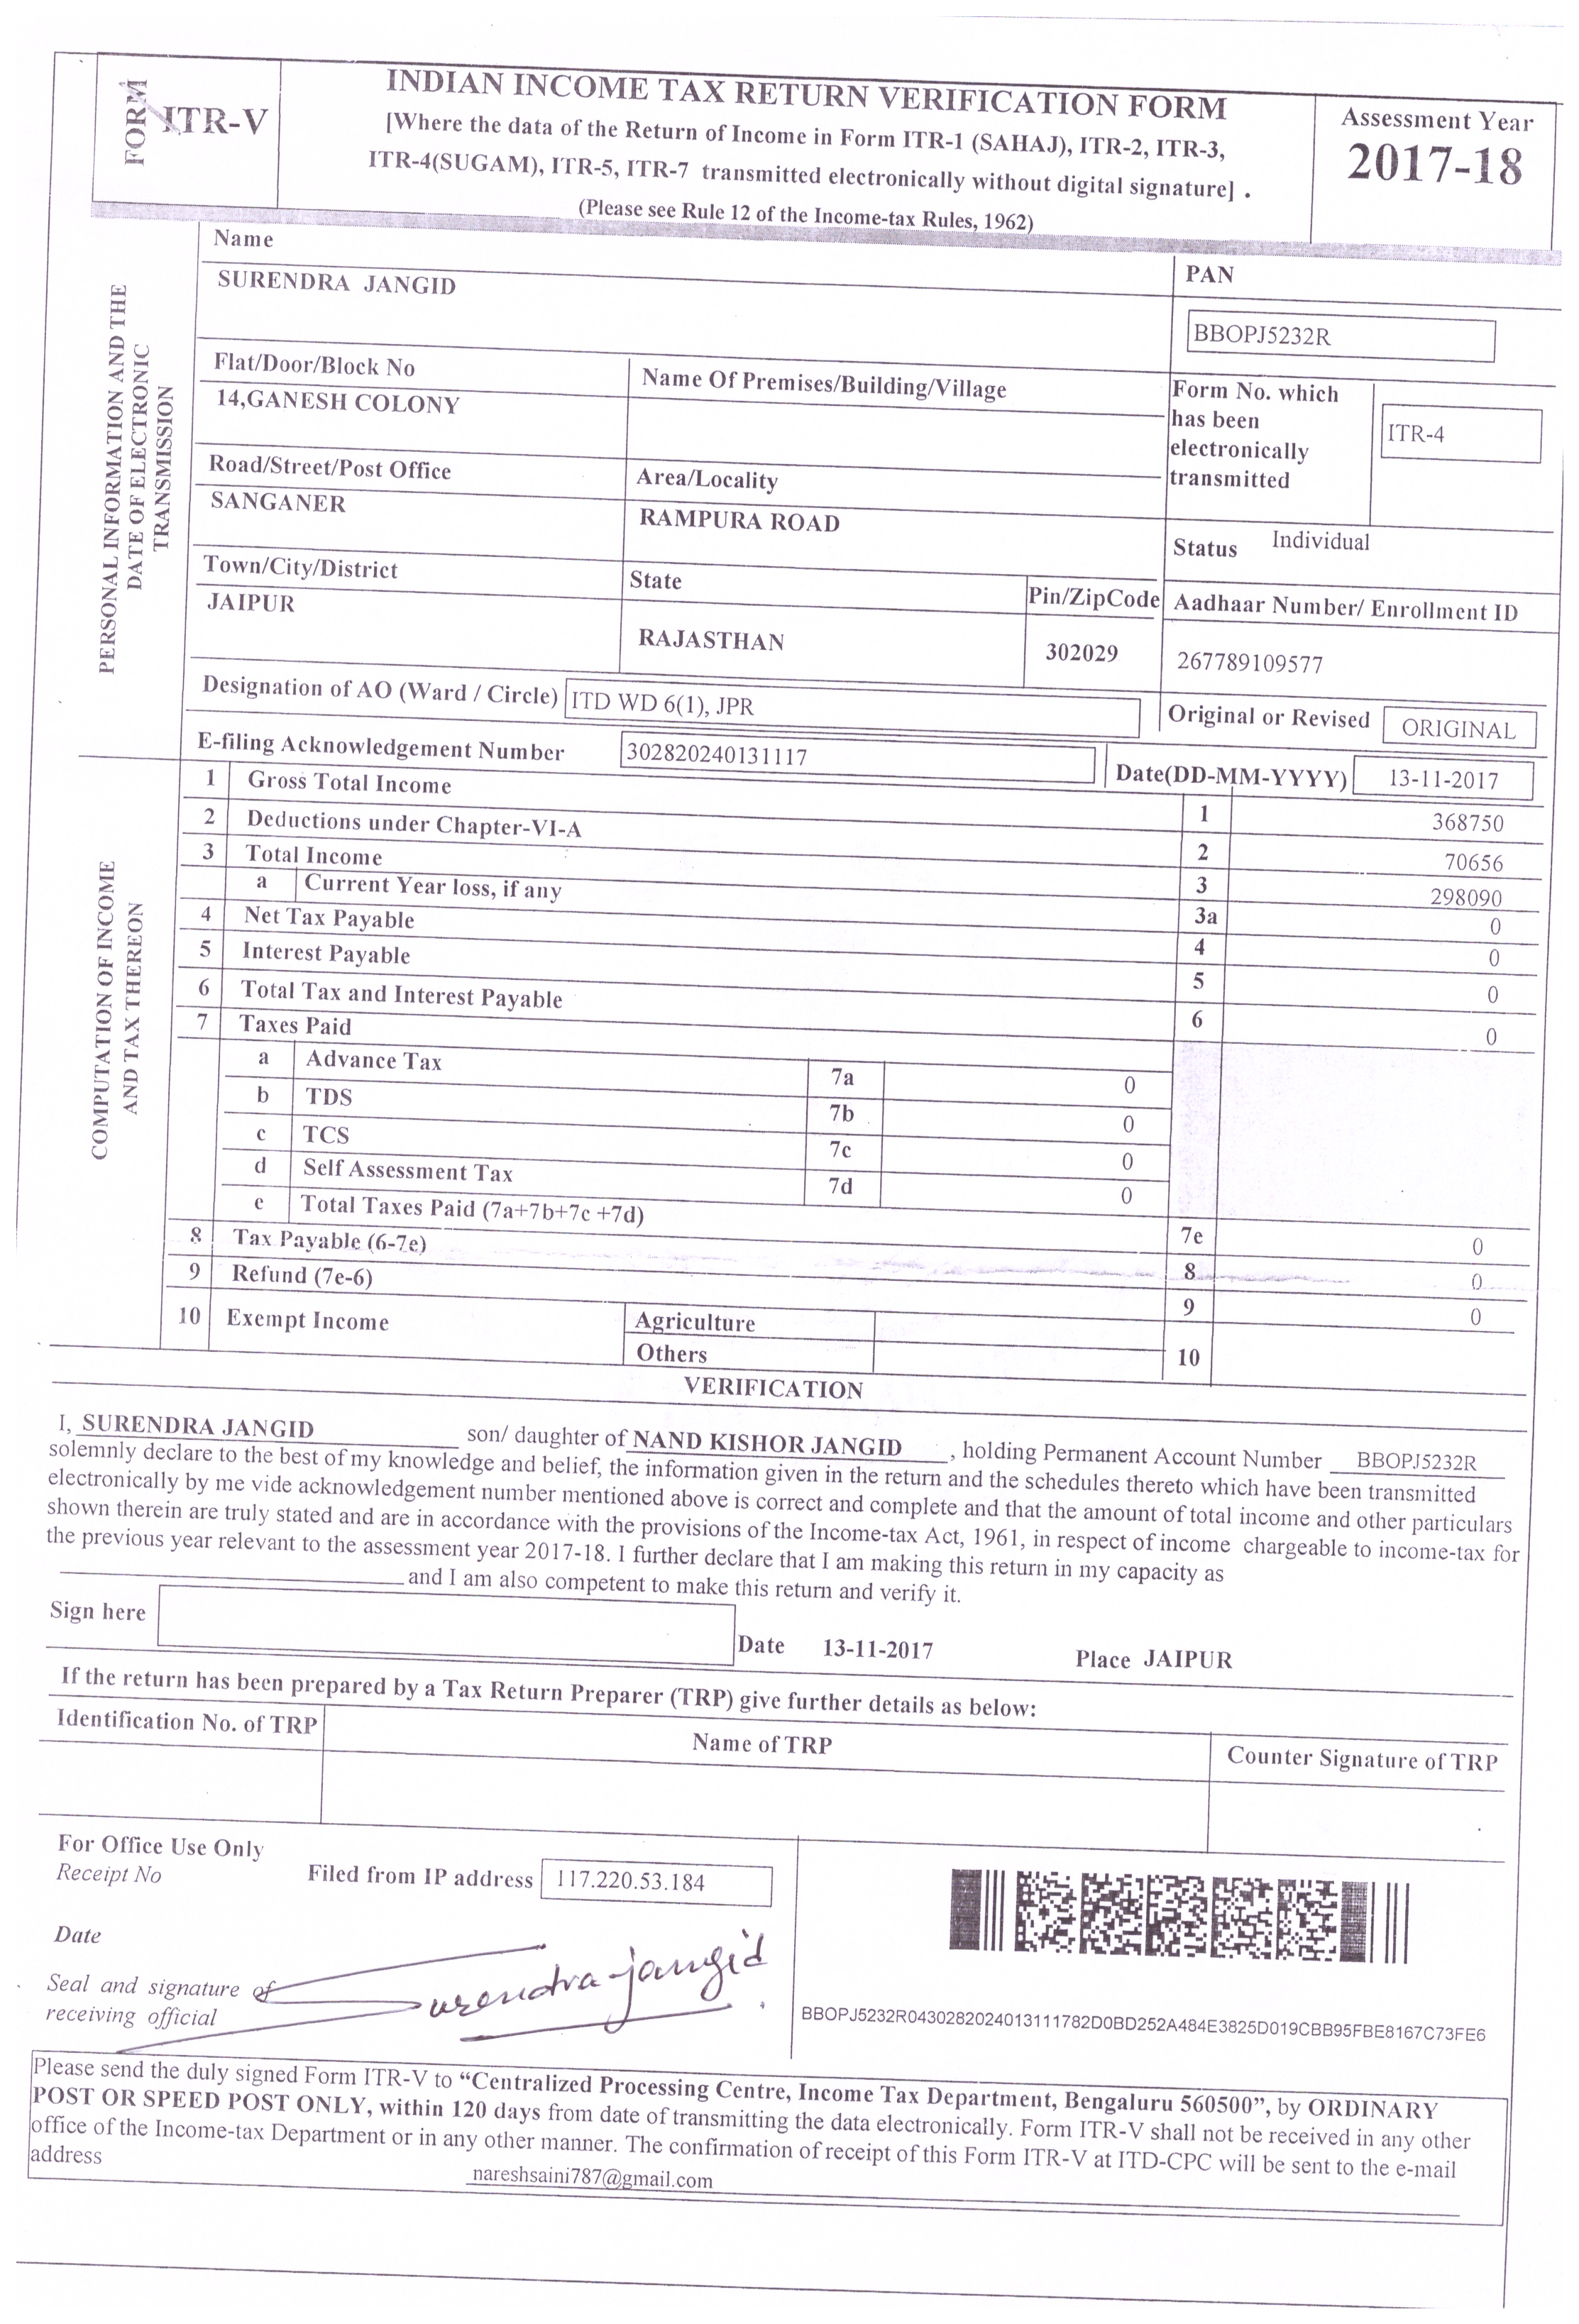 FORM ITR-V
INDIAN INCOME TAX RETURN VERIFICATION FORM
[Where the data of the Return of Income in Form ITR-1 (SAHAJ), ITR-2, ITR-3,
ITR-4(SUGAM), ITR-5, ITR-7 transmitted electronically without digital signature] .
(Please see Rule 12 of the Income-tax Rules, 1962)
Assessment Year
2017-18
PERSONAL INFORMATION AND THE
DATE OF ELECTRONIC
TRANSMISSION
Name
SURENDRA JANGID
PAN
BBOPJ5232R
Flat/Door/Block No
14,GANESH COLONY
Name Of Premises/Building/Village
Form No. which
has been
electronically
transmitted
ITR-4
Road/Street/Post Office
SANGANER
Area/Locality
RAMPURA ROAD
Status Individual
Town/City/District
JAIPUR
State
RAJASTHAN
Pin/ZipCode
302029
Aadhaar Number/ Enrollment ID
267789109577
Designation of AO (Ward / Circle) ITD WD 6(1), JPR
Original or Revised ORIGINAL
E-filing Acknowledgement Number 302820240131117
Date(DD-MM-YYYY) 13-11-2017
COMPUTATION OF INCOME
AND TAX THEREON
1 Gross Total Income 1 368750
2 Deductions under Chapter-VI-A 2 70656
3 Total Income 3 298090
a Current Year loss, if any 3a 0
4 Net Tax Payable 4 0
5 Interest Payable 5 0
6 Total Tax and Interest Payable 6 0
7 Taxes Paid
a Advance Tax 7a 0
b TDS 7b 0
c TCS 7c 0
d Self Assessment Tax 7d 0
e Total Taxes Paid (7a+7b+7c +7d) 7e 0
8 Tax Payable (6-7e) 8 0
9 Refund (7e-6) 9 0
10 Exempt Income Agriculture
Others 10
VERIFICATION
I, SURENDRA JANGID son/ daughter of NAND KISHOR JANGID , holding Permanent Account Number BBOPJ5232R
solemnly declare to the best of my knowledge and belief, the information given in the return and the schedules thereto which have been transmitted
electronically by me vide acknowledgement number mentioned above is correct and complete and that the amount of total income and other particulars
shown therein are truly stated and are in accordance with the provisions of the Income-tax Act, 1961, in respect of income chargeable to income-tax for
the previous year relevant to the assessment year 2017-18. I further declare that I am making this return in my capacity as
and I am also competent to make this return and verify it.
Sign here
Date 13-11-2017 Place JAIPUR
If the return has been prepared by a Tax Return Preparer (TRP) give further details as below:
Identification No. of TRP Name of TRP Counter Signature of TRP
For Office Use Only
Receipt No
Filed from IP address 117.220.53.184
Date
Seal and signature of
receiving official
Surendra jangid
BBOPJ5232R0430282024013111782D0BD252A484E3825D019CBB95FBE8167C73FE6
Please send the duly signed Form ITR-V to “Centralized Processing Centre, Income Tax Department, Bengaluru 560500”, by ORDINARY
POST OR SPEED POST ONLY, within 120 days from date of transmitting the data electronically. Form ITR-V shall not be received in any other
office of the Income-tax Department or in any other manner. The confirmation of receipt of this Form ITR-V at ITD-CPC will be sent to the e-mail
address
nareshsaini787@gmail.com